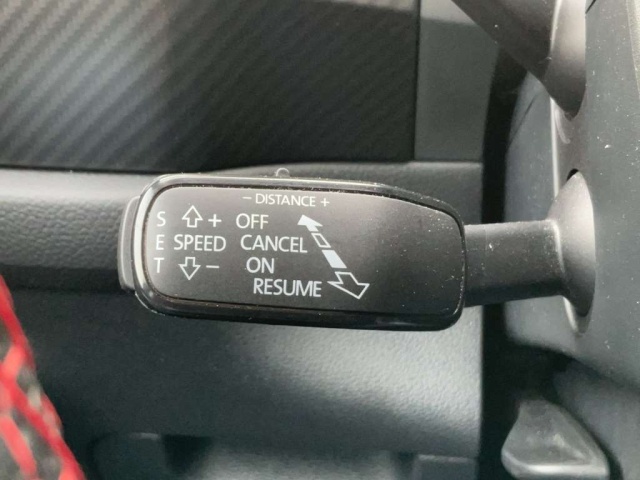 − DISTANCE +
S + OFF
E SPEED CANCEL
T − ON
RESUME